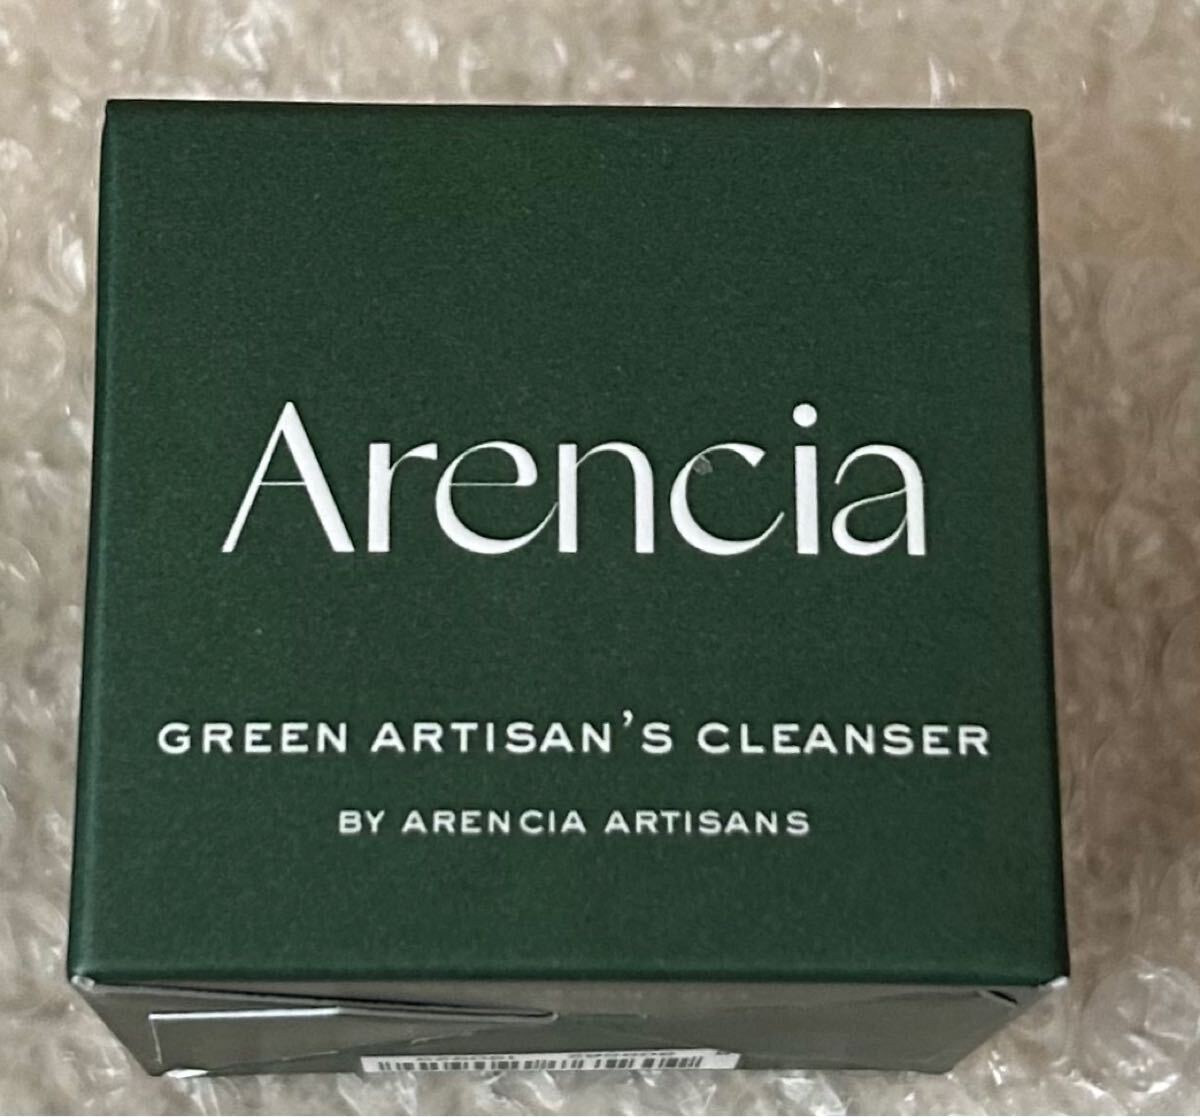 Arencia
GREEN ARTISAN'S CLEANSER
BY ARENCIA ARTISANS